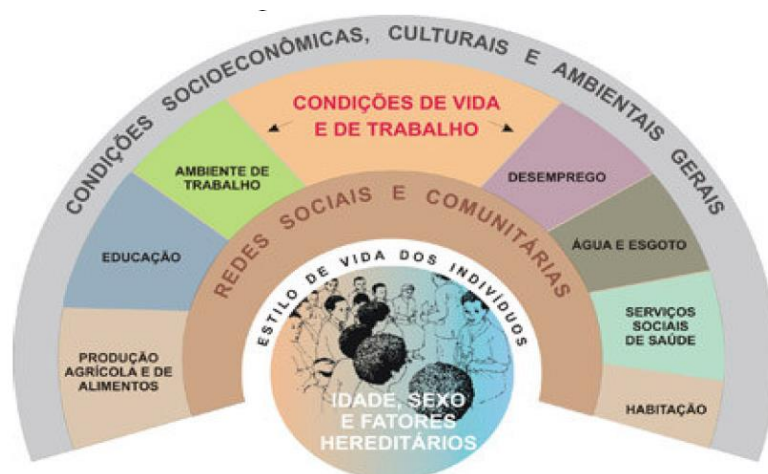 CONDIÇÕES SOCIOECONÔMICAS, CULTURAIS E AMBIENTAIS GERAIS
CONDIÇÕES DE VIDA
E DE TRABALHO
AMBIENTE DE
TRABALHO
DESEMPREGO
REDES SOCIAIS E COMUNITÁRIAS
EDUCAÇÃO
ÁGUA E ESGOTO
ESTILO DE VIDA DOS INDIVÍDUOS
PRODUÇÃO
AGRÍCOLA E DE
ALIMENTOS
SERVIÇOS
SOCIAIS
DE SAÚDE
HABITAÇÃO
IDADE, SEXO
E FATORES
HEREDITÁRIOS